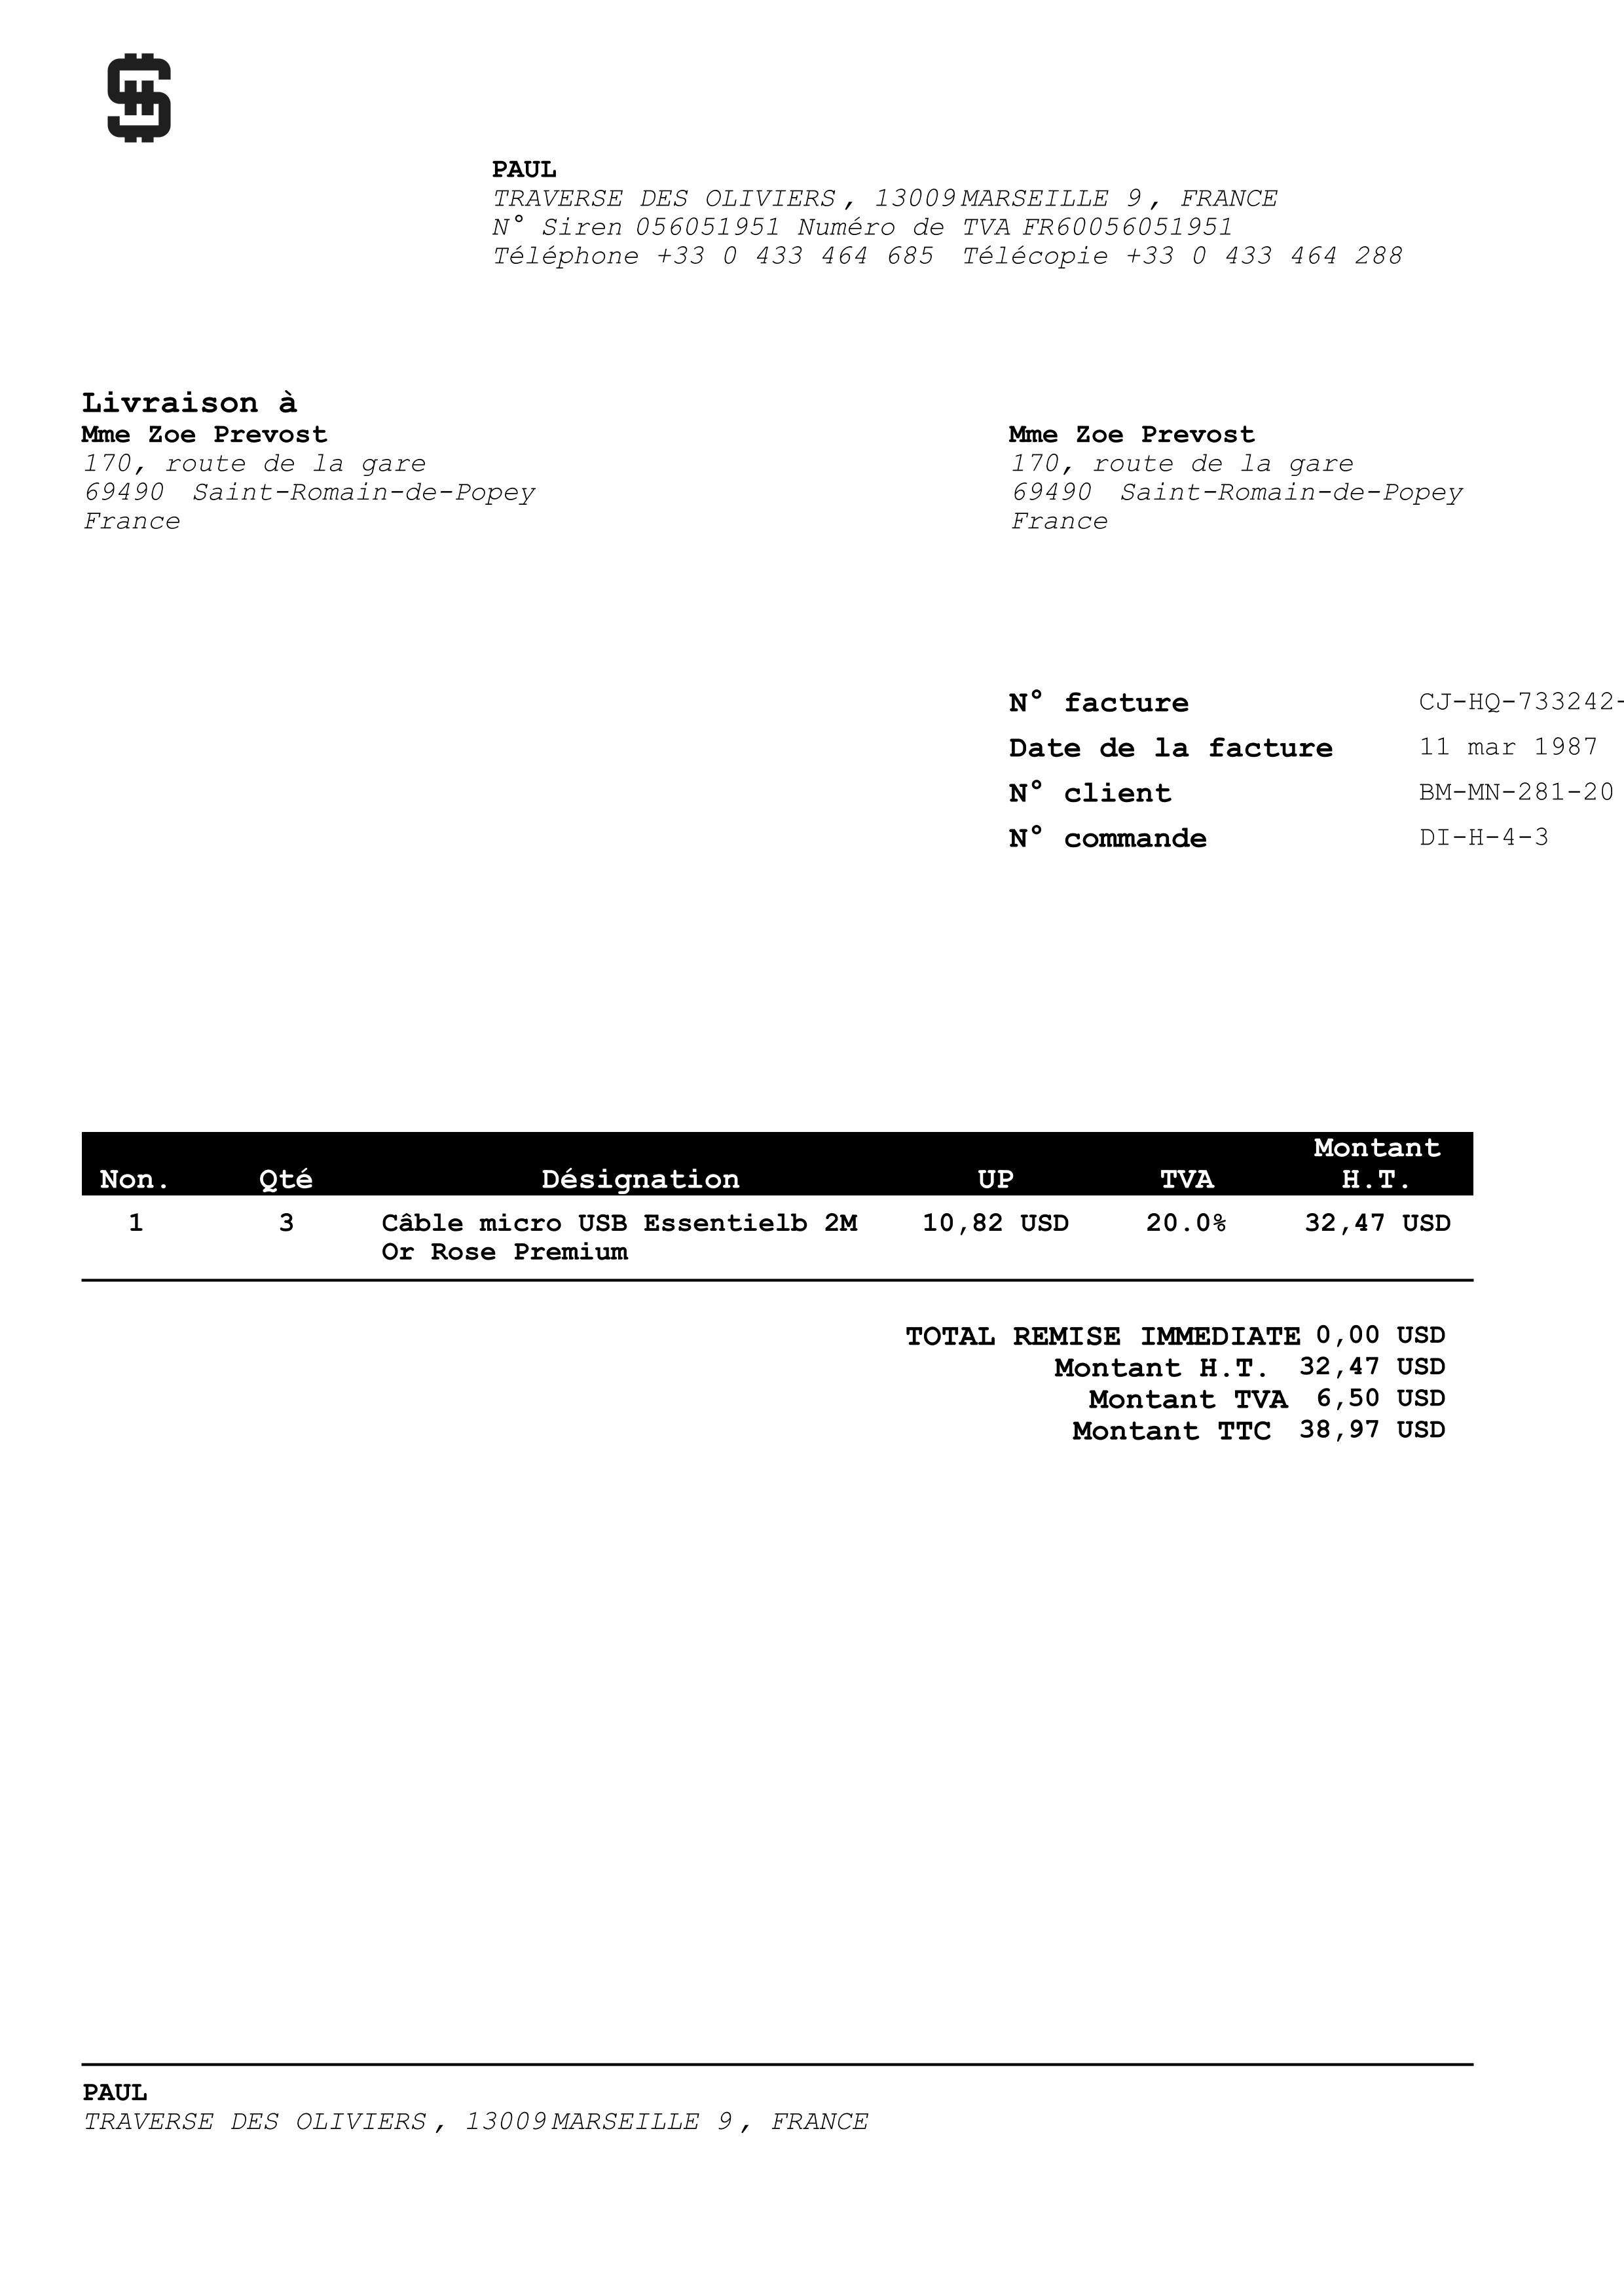 PAUL
TRAVERSE DES OLIVIERS, 13009 MARSEILLE 9, FRANCE
N° Siren 056051951 Numéro de TVA FR60056051951
Téléphone +33 0 433 464 685 Télécopie +33 0 433 464 288
Livraison à
Mme Zoe Prevost
170, route de la gare
69490 Saint-Romain-de-Popey
France
Mme Zoe Prevost
170, route de la gare
69490 Saint-Romain-de-Popey
France
N° facture CJ-HQ-733242-
Date de la facture 11 mar 1987
N° client BM-MN-281-20
N° commande DI-H-4-3
Non. Qté Désignation UP TVA Montant H.T.
1 3 Câble micro USB Essentielb 2M 10,82 USD 20.0% 32,47 USD
Or Rose Premium
TOTAL REMISE IMMEDIATE 0,00 USD
Montant H.T. 32,47 USD
Montant TVA 6,50 USD
Montant TTC 38,97 USD
PAUL
TRAVERSE DES OLIVIERS, 13009 MARSEILLE 9, FRANCE